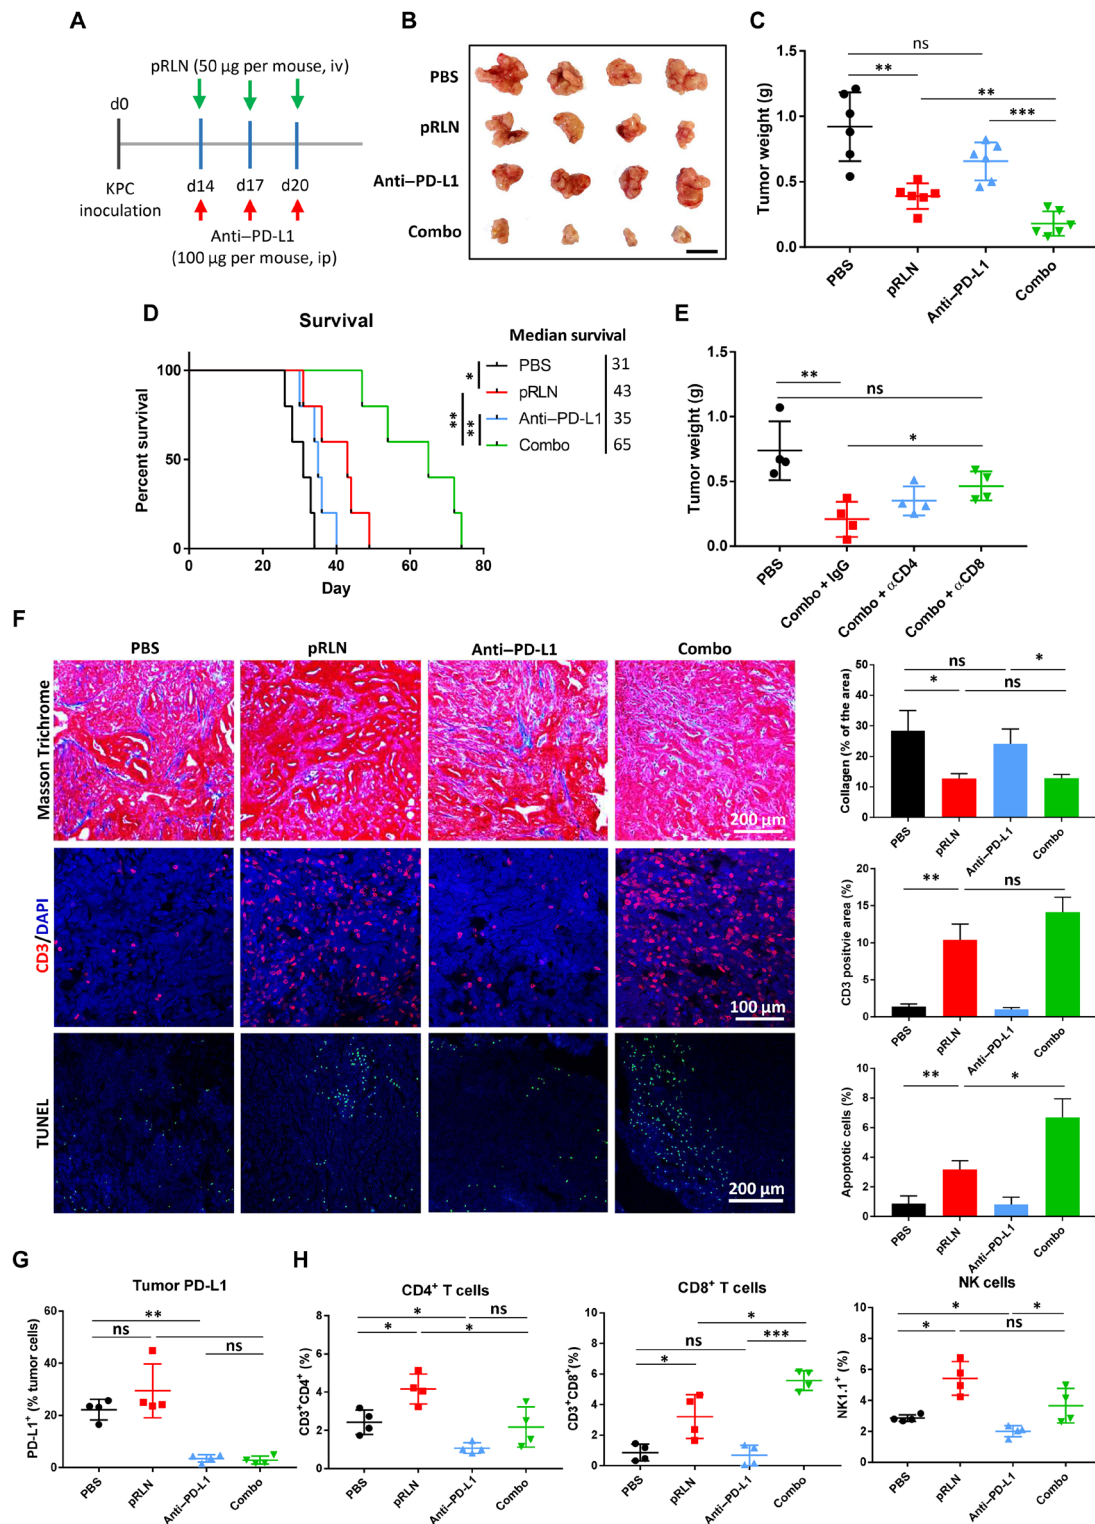 A
pRLN (50 µg per mouse, iv)
d0
d14 d17 d20
KPC
inoculation
Anti–PD-L1
(100 µg per mouse, ip)
B
PBS
pRLN
Anti–PD-L1
Combo
C
Tumor weight (g)
1.5
1.0
0.5
0.0
ns
**
**
***
PBS
pRLN
Anti–PD-L1
Combo
D
Survival
Percent survival
100
50
0
0 20 40 60 80
Day
Median survival
PBS 31
pRLN 43
Anti–PD-L1 35
Combo 65
*
**
**
E
Tumor weight (g)
1.5
1.0
0.5
0.0
**
ns
*
PBS
Combo + IgG
Combo + αCD4
Combo + αCD8
F
PBS pRLN Anti–PD-L1 Combo
Masson Trichrome
200 µm
CD3/DAPI
100 µm
TUNEL
200 µm
Collagen (% of the area)
50
40
30
20
10
0
ns *
* ns
PBS
pRLN
Anti–PD-L1
Combo
CD3 positvie area (%)
20
15
10
5
0
** ns
PBS
pRLN
Anti–PD-L1
Combo
Apoptotic cells (%)
10
8
6
4
2
0
** *
PBS
pRLN
Anti–PD-L1
Combo
G
Tumor PD-L1
PD-L1⁺ (% tumor cells)
60
40
20
0
**
ns
ns
PBS
pRLN
Anti–PD-L1
Combo
H
CD4⁺ T cells
CD3⁺CD4⁺ (%)
8
6
4
2
0
* ns
* *
PBS
pRLN
Anti–PD-L1
Combo
CD8⁺ T cells
CD3⁺CD8⁺(%)
10
8
6
4
2
0
*
ns ***
*
PBS
pRLN
Anti–PD-L1
Combo
NK cells
NK1.1⁺ (%)
10
8
6
4
2
0
* *
* ns
PBS
pRLN
Anti–PD-L1
Combo